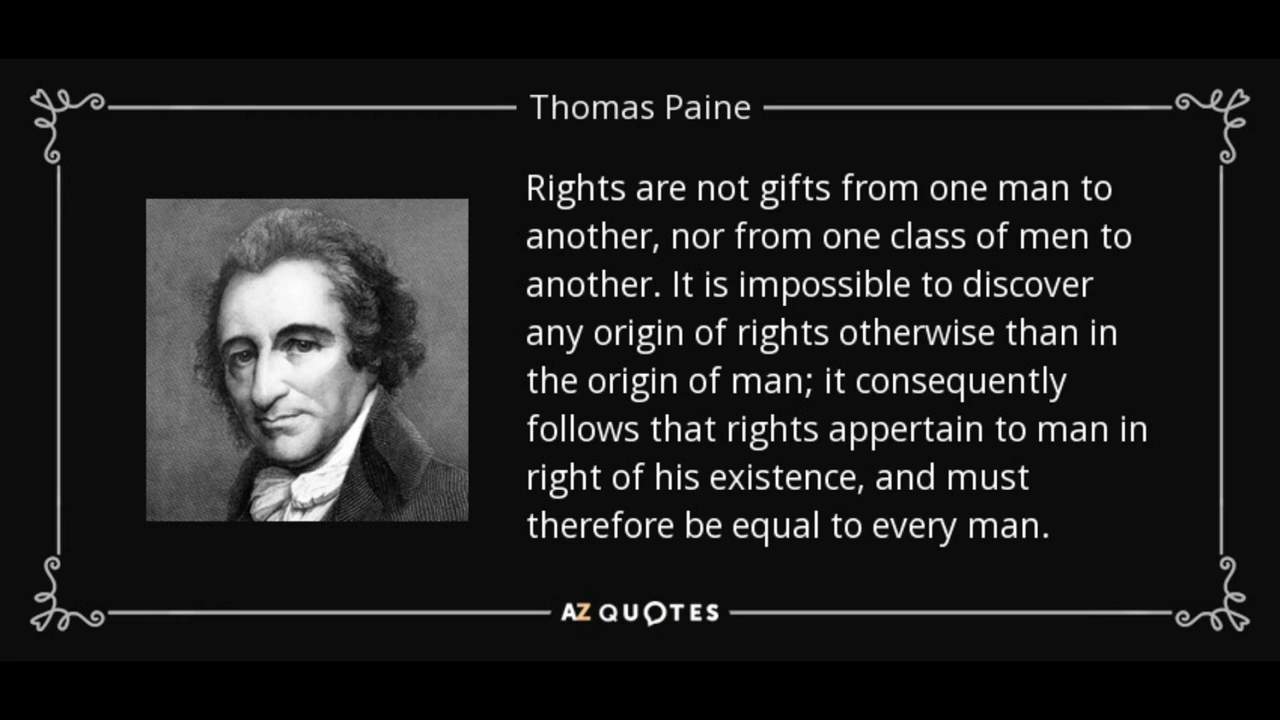 Thomas Paine
Rights are not gifts from one man to
another, nor from one class of men to
another. It is impossible to discover
any origin of rights otherwise than in
the origin of man; it consequently
follows that rights appertain to man in
right of his existence, and must
therefore be equal to every man.
AZ QUOTES